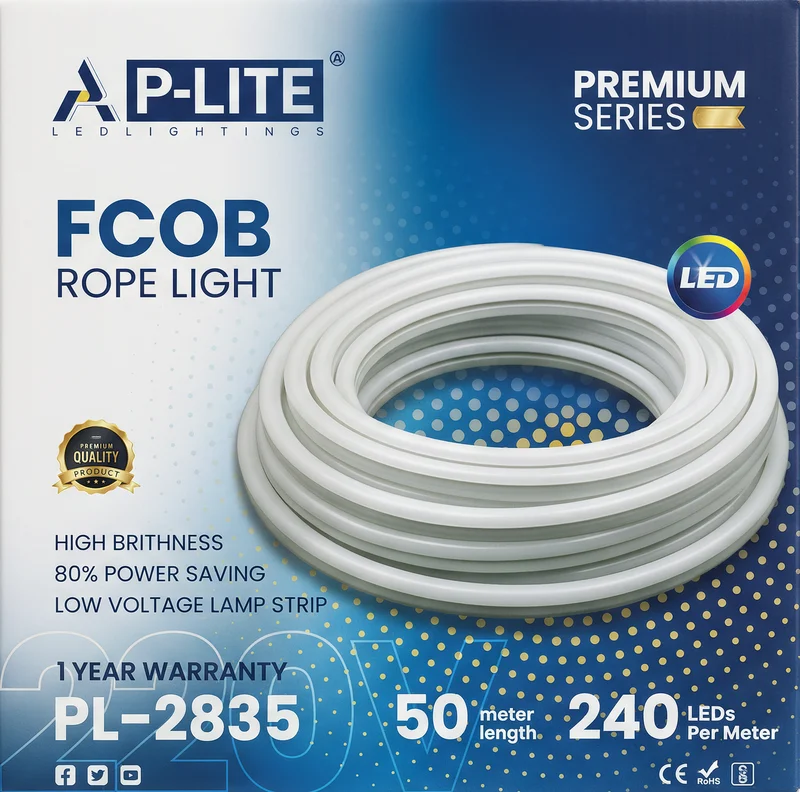 P-LITE
LEDLIGHTINGS
PREMIUM
SERIES
FCOB
ROPE LIGHT
LED
PREMIUM
QUALITY
PRODUCT
HIGH BRITHNESS
80% POWER SAVING
LOW VOLTAGE LAMP STRIP
220V
1 YEAR WARRANTY
PL-2835
50 meter
length
240 LEDs
Per Meter
CE
RoHS